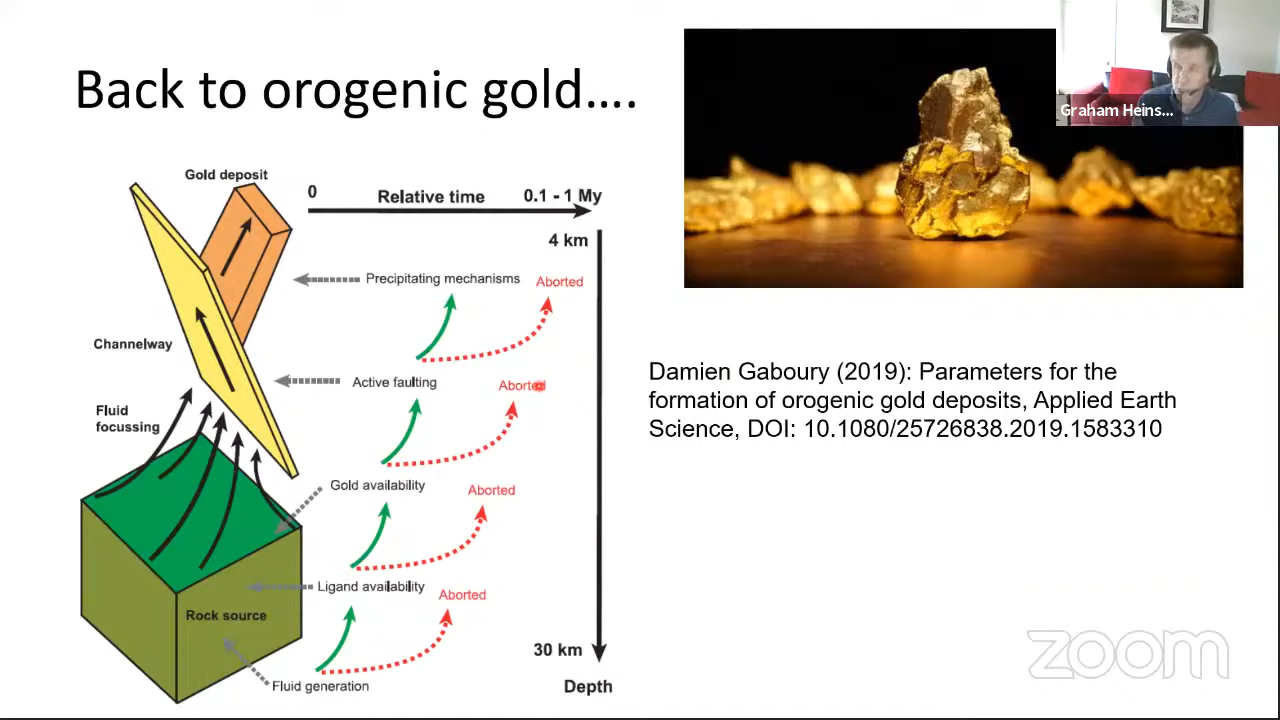 Back to orogenic gold….
Graham Heins...
Gold deposit
0
Relative time
0.1 - 1 My
4 km
Precipitating mechanisms
Aborted
Channelway
Active faulting
Aborted
Fluid
focussing
Gold availability
Aborted
Ligand availability
Aborted
Rock source
30 km
Fluid generation
Depth
Damien Gaboury (2019): Parameters for the
formation of orogenic gold deposits, Applied Earth
Science, DOI: 10.1080/25726838.2019.1583310
zoom